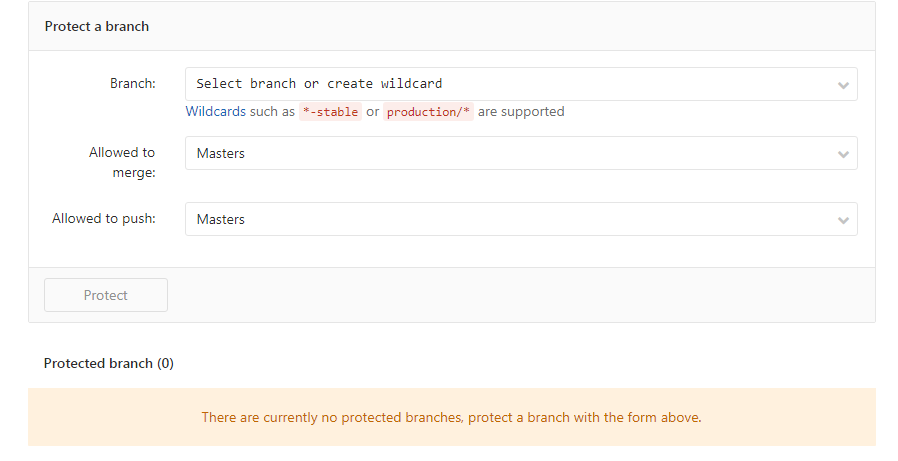 Protect a branch
Branch:
Select branch or create wildcard
Wildcards such as *-stable or production/* are supported
Allowed to
merge:
Masters
Allowed to push:
Masters
Protect
Protected branch (0)
There are currently no protected branches, protect a branch with the form above.